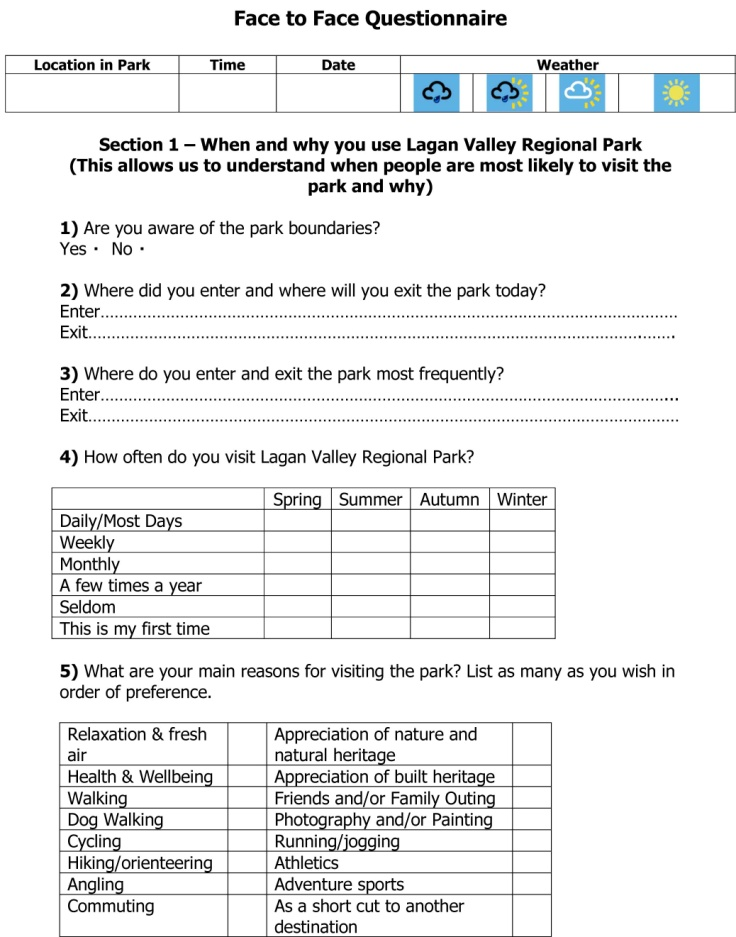 Face to Face Questionnaire
Location in Park Time Date Weather
Section 1 – When and why you use Lagan Valley Regional Park
(This allows us to understand when people are most likely to visit the
park and why)
1) Are you aware of the park boundaries?
Yes · No ·
2) Where did you enter and where will you exit the park today?
Enter...............................................................................................................................
Exit..................................................................................................................................
3) Where do you enter and exit the park most frequently?
Enter...............................................................................................................................
Exit..................................................................................................................................
4) How often do you visit Lagan Valley Regional Park?
Spring Summer Autumn Winter
Daily/Most Days
Weekly
Monthly
A few times a year
Seldom
This is my first time
5) What are your main reasons for visiting the park? List as many as you wish in
order of preference.
Relaxation & fresh Appreciation of nature and
air natural heritage
Health & Wellbeing Appreciation of built heritage
Walking Friends and/or Family Outing
Dog Walking Photography and/or Painting
Cycling Running/jogging
Hiking/orienteering Athletics
Angling Adventure sports
Commuting As a short cut to another
destination